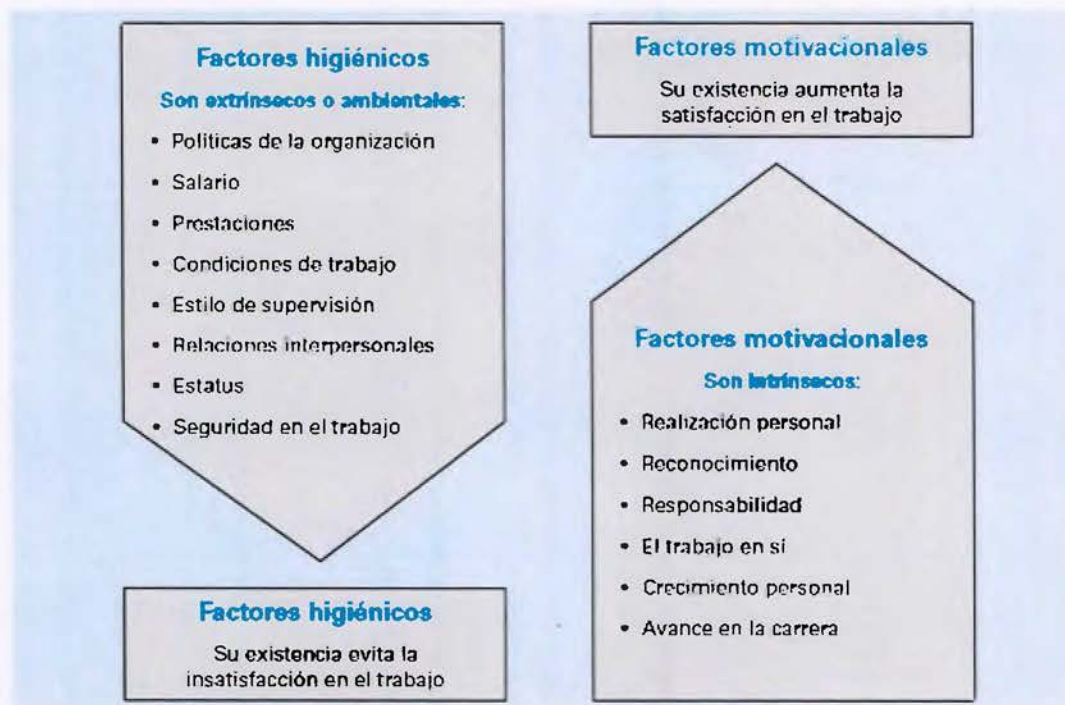 Factores higiénicos
Son extrínsecos o ambientales:
• Políticas de la organización
• Salario
• Prestaciones
• Condiciones de trabajo
• Estilo de supervisión
• Relaciones interpersonales
• Estatus
• Seguridad en el trabajo
Factores higiénicos
Su existencia evita la
insatisfacción en el trabajo
Factores motivacionales
Su existencia aumenta la
satisfacción en el trabajo
Factores motivacionales
Son intrínsecos:
• Realización personal
• Reconocimiento
• Responsabilidad
• El trabajo en sí
• Crecimiento personal
• Avance en la carrera